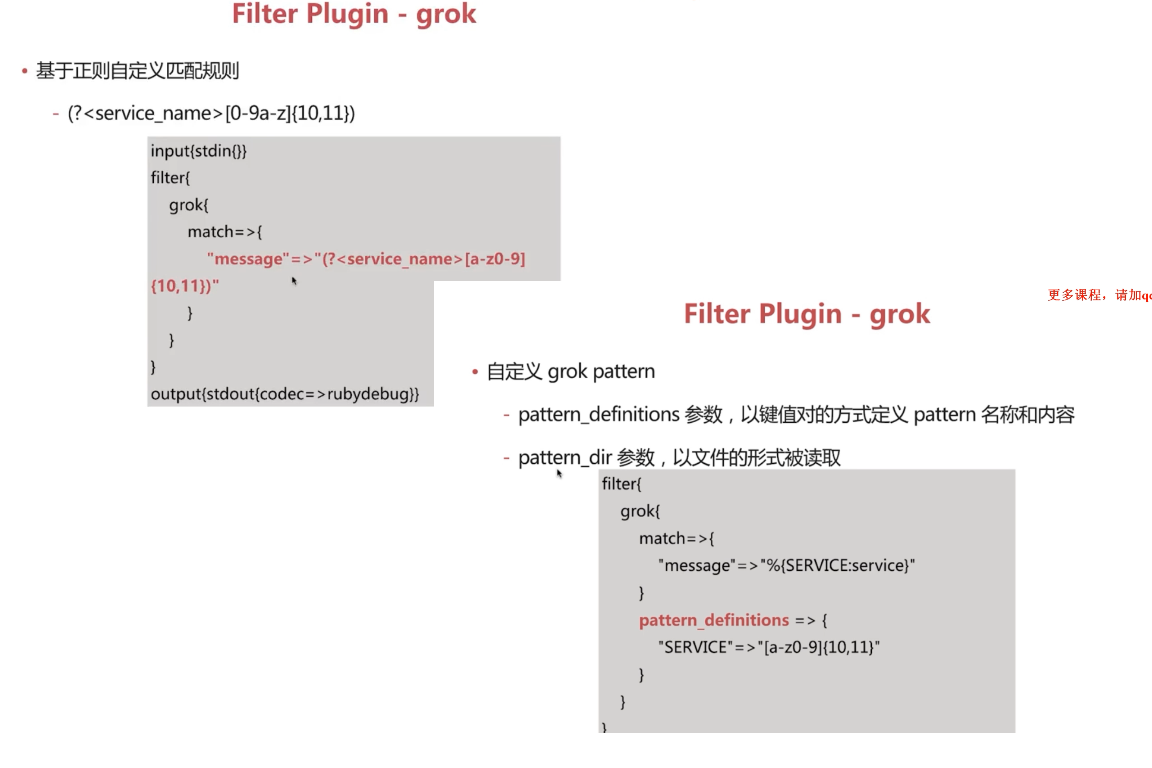 Filter Plugin - grok
• 基于正则自定义匹配规则
- (?<service_name>[0-9a-z]{10,11})
input{stdin{}}
filter{
grok{
match=>{
"message"=>"(?<service_name>[a-z0-9]
{10,11})"
}
}
}
output{stdout{codec=>rubydebug}}
更多课程，请加qq
Filter Plugin - grok
• 自定义 grok pattern
- pattern_definitions 参数，以键值对的方式定义 pattern 名称和内容
- pattern_dir 参数，以文件的形式被读取
filter{
grok{
match=>{
"message"=>"%{SERVICE:service}"
}
pattern_definitions => {
"SERVICE"=>"[a-z0-9]{10,11}"
}
}
}